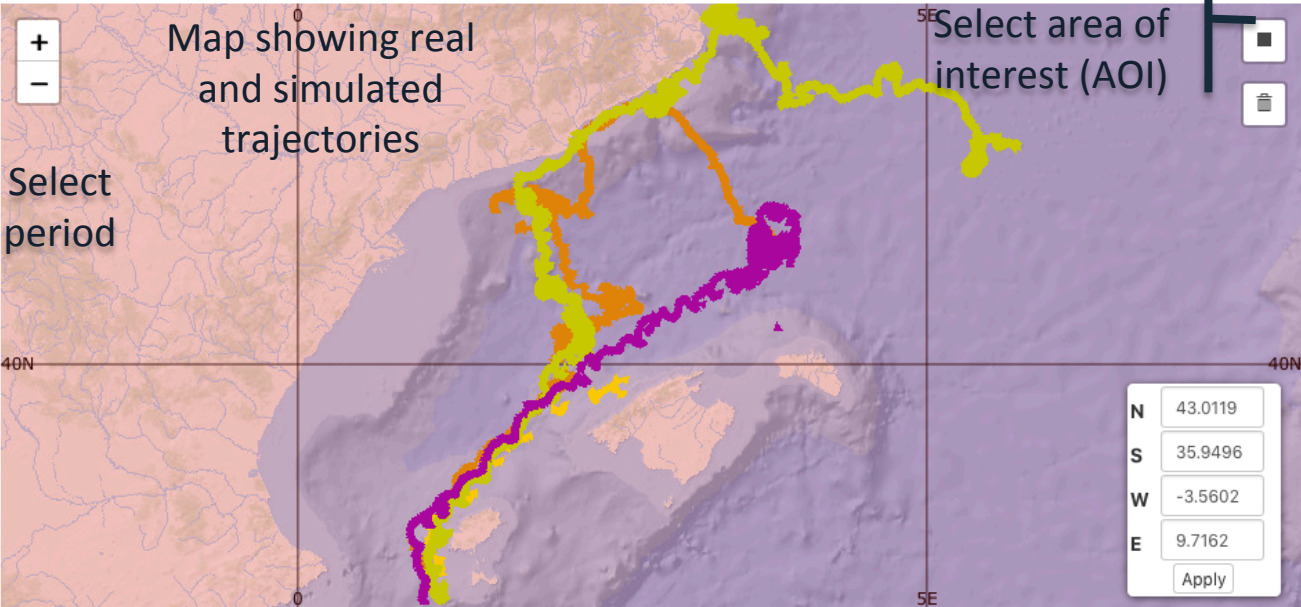 0
5E
+
−
Map showing real
and simulated
trajectories
Select area of
interest (AOI)
Select
period
40N
40N
N 43.0119
S 35.9496
W -3.5602
E 9.7162
Apply
0
5E